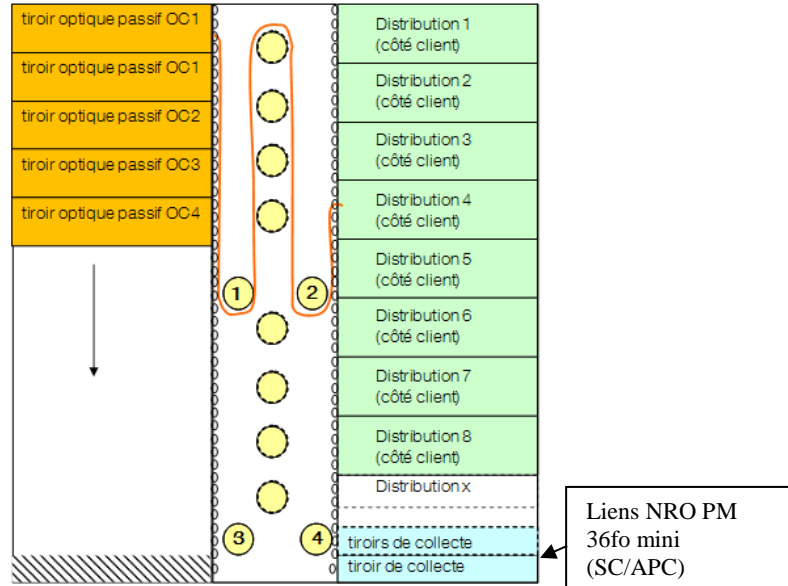 tiroir optique passif OC1
tiroir optique passif OC1
tiroir optique passif OC2
tiroir optique passif OC3
tiroir optique passif OC4
1
2
3
4
Distribution 1
(côté client)
Distribution 2
(côté client)
Distribution 3
(côté client)
Distribution 4
(côté client)
Distribution 5
(côté client)
Distribution 6
(côté client)
Distribution 7
(côté client)
Distribution 8
(côté client)
Distribution x
tiroirs de collecte
tiroir de collecte
Liens NRO PM
36fo mini
(SC/APC)